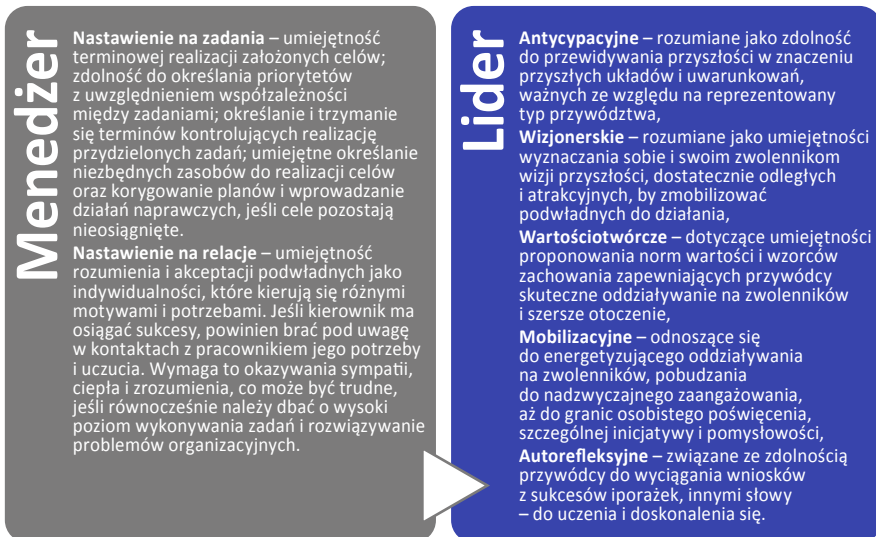 Menedżer
Nastawienie na zadania – umiejętność
terminowej realizacji założonych celów;
zdolność do określania priorytetów
z uwzględnieniem współzależności
między zadaniami; określanie i trzymanie
się terminów kontrolujących realizację
przydzielonych zadań; umiejętne określanie
niezbędnych zasobów do realizacji celów
oraz korygowanie planów i wprowadzanie
działań naprawczych, jeśli cele pozostają
nieosiągnięte.
Nastawienie na relacje – umiejętność
rozumienia i akceptacji podwładnych jako
indywidualności, które kierują się różnymi
motywami i potrzebami. Jeśli kierownik ma
osiągać sukcesy, powinien brać pod uwagę
w kontaktach z pracownikiem jego potrzeby
i uczucia. Wymaga to okazywania sympatii,
ciepła i zrozumienia, co może być trudne,
jeśli równocześnie należy dbać o wysoki
poziom wykonywania zadań i rozwiązywanie
problemów organizacyjnych.
Lider
Antycypacyjne – rozumiane jako zdolność
do przewidywania przyszłości w znaczeniu
przyszłych układów i uwarunkowań,
ważnych ze względu na reprezentowany
typ przywództwa,
Wizjonerskie – rozumiane jako umiejętności
wyznaczania sobie i swoim zwolennikom
wizji przyszłości, dostatecznie odległych
i atrakcyjnych, by zmobilizować
podwładnych do działania,
Wartościotwórcze – dotyczące umiejętności
proponowania norm wartości i wzorców
zachowania zapewniających przywódcy
skuteczne oddziaływanie na zwolenników
i szersze otoczenie,
Mobilizacyjne – odnoszące się
do energetyzującego oddziaływania
na zwolenników, pobudzania
do nadzwyczajnego zaangażowania,
aż do granic osobistego poświęcenia,
szczególnej inicjatywy i pomysłowości,
Autorefleksyjne – związane ze zdolnością
przywódcy do wyciągania wniosków
z sukcesów iporażek, innymi słowy
– do uczenia i doskonalenia się.